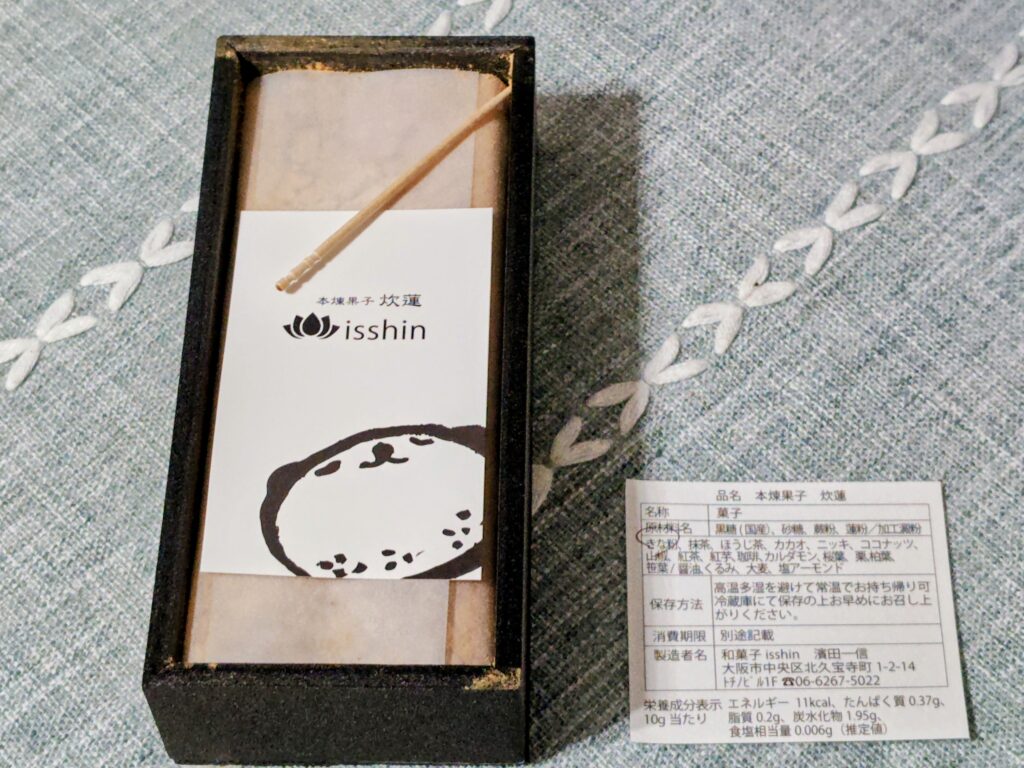 本煉果子 炊蓮
isshin
品名 本煉果子 炊蓮
名称 菓子
原材料名 黒糖(国産)、砂糖、蕨粉、蓮粉/加工澱粉
きな粉、抹茶、ほうじ茶、カカオ、ニッキ、ココナッツ、
山椒、紅茶、紅芋、珈琲、カルダモン、桜葉、栗、柏葉、
笹葉/醤油、くるみ、大麦、塩アーモンド
保存方法 高温多湿を避けて常温でお持ち帰り可
冷蔵庫にて保存の上お早めにお召し上
がりください。
消費期限 別途記載
製造者名 和菓子 isshin 濱田一信
大阪市中央区北久宝寺町 1-2-14
ﾄﾁﾉﾋﾞﾙ1F ☎06-6267-5022
栄養成分表示 エネルギー 11kcal、たんぱく質 0.37g、
10g 当たり 脂質 0.2g、炭水化物 1.95g、
食塩相当量 0.006g（推定値）